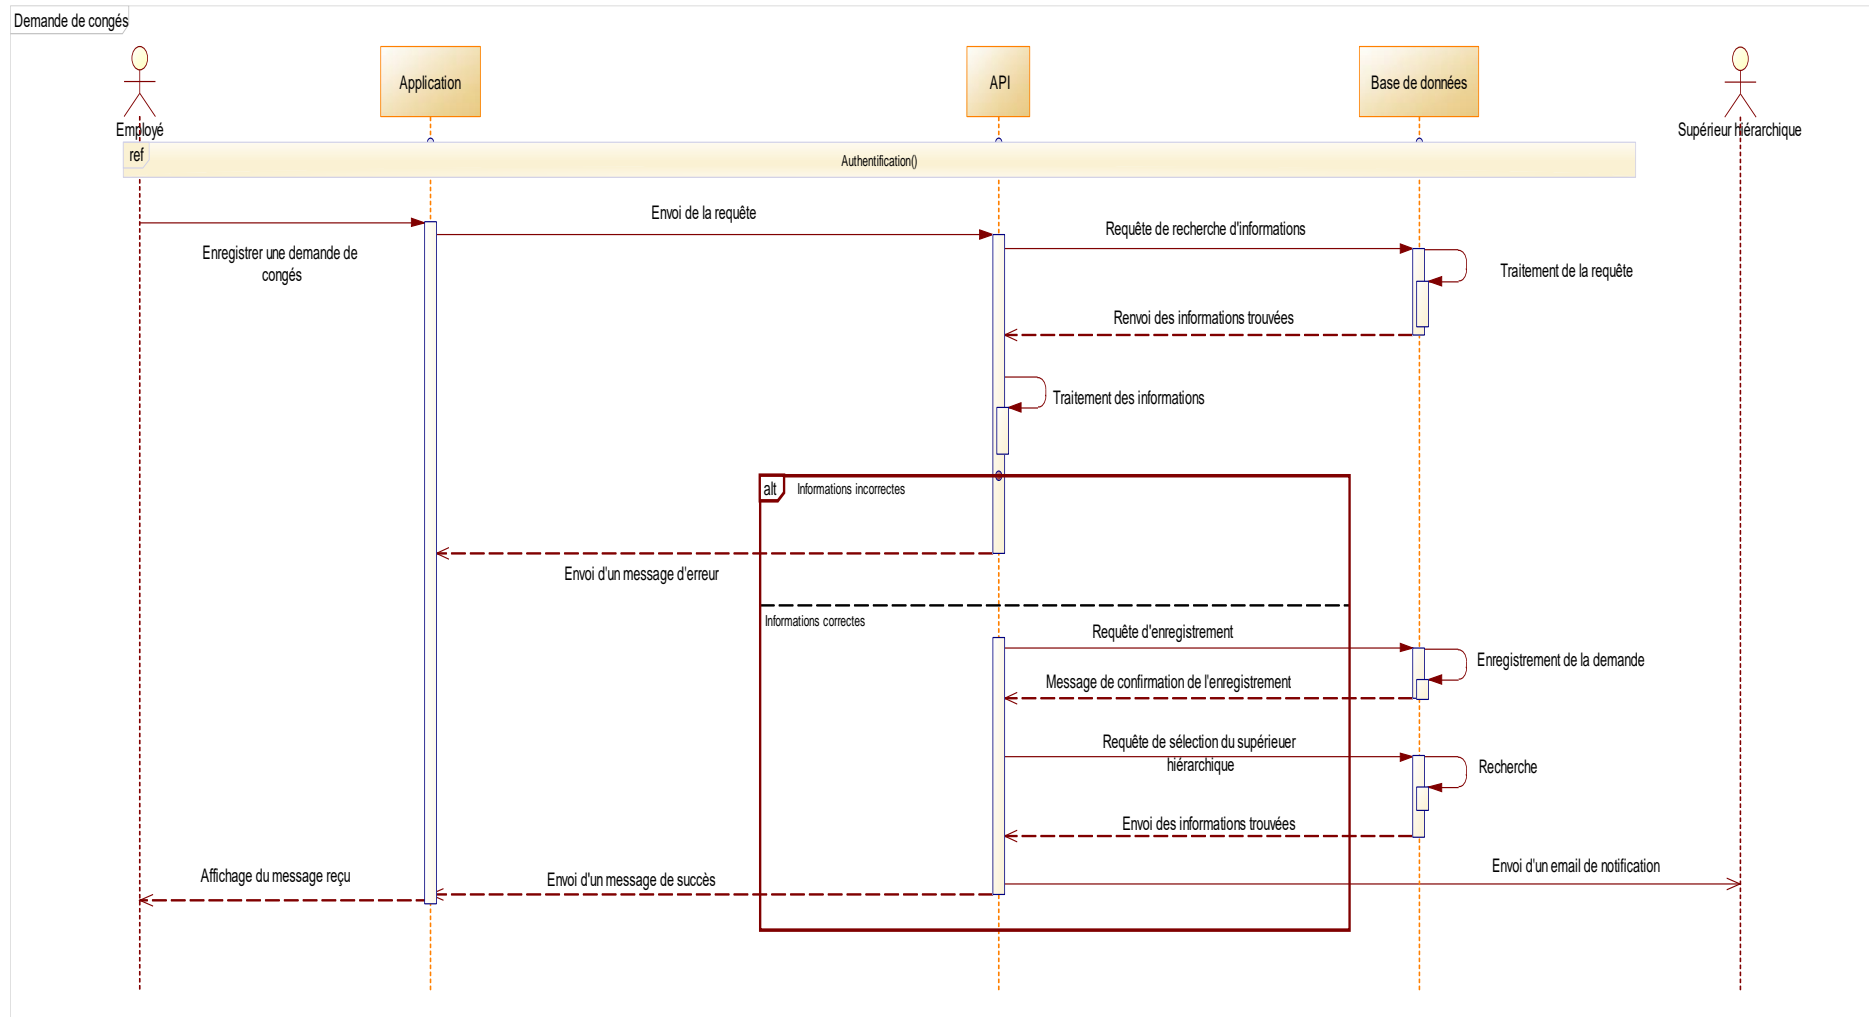 Demande de congés
Application
API
Base de données
Employé
Supérieur hiérarchique
ref
Authentification()
Envoi de la requête
Requête de recherche d'informations
Enregistrer une demande de
congés
Traitement de la requête
Renvoi des informations trouvées
Traitement des informations
alt
Informations incorrectes
Envoi d'un message d'erreur
Informations correctes
Requête d'enregistrement
Enregistrement de la demande
Message de confirmation de l'enregistrement
Requête de sélection du supérieuer
hiérarchique
Recherche
Envoi des informations trouvées
Envoi d'un email de notification
Affichage du message reçu
Envoi d'un message de succès